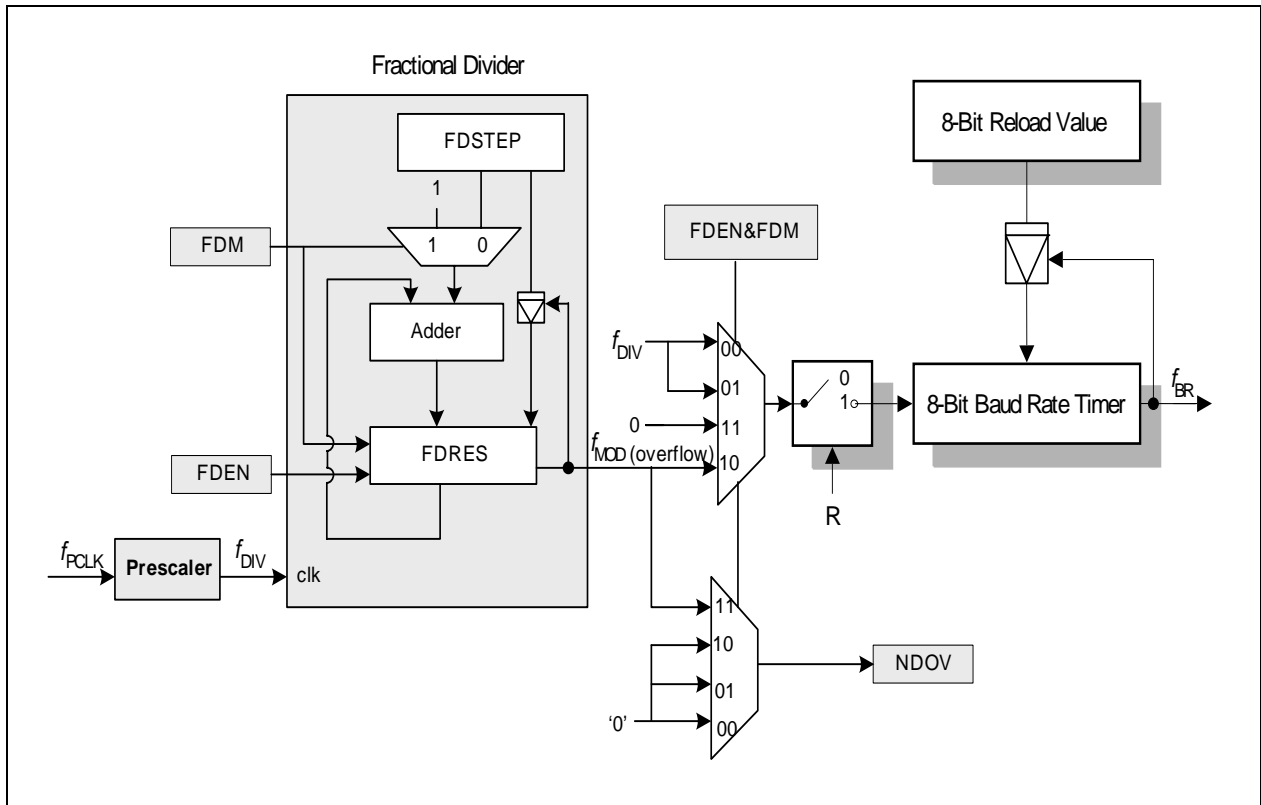 Fractional Divider
8-Bit Reload Value
FDSTEP
1
FDM
1 0
FDEN&FDM
Adder
fDIV
00
01
0
11
10
0
1
8-Bit Baud Rate Timer
fBR
FDRES
fMOD (overflow)
FDEN
R
fPCLK
Prescaler
fDIV
clk
11
10
01
00
NDOV
‘0’